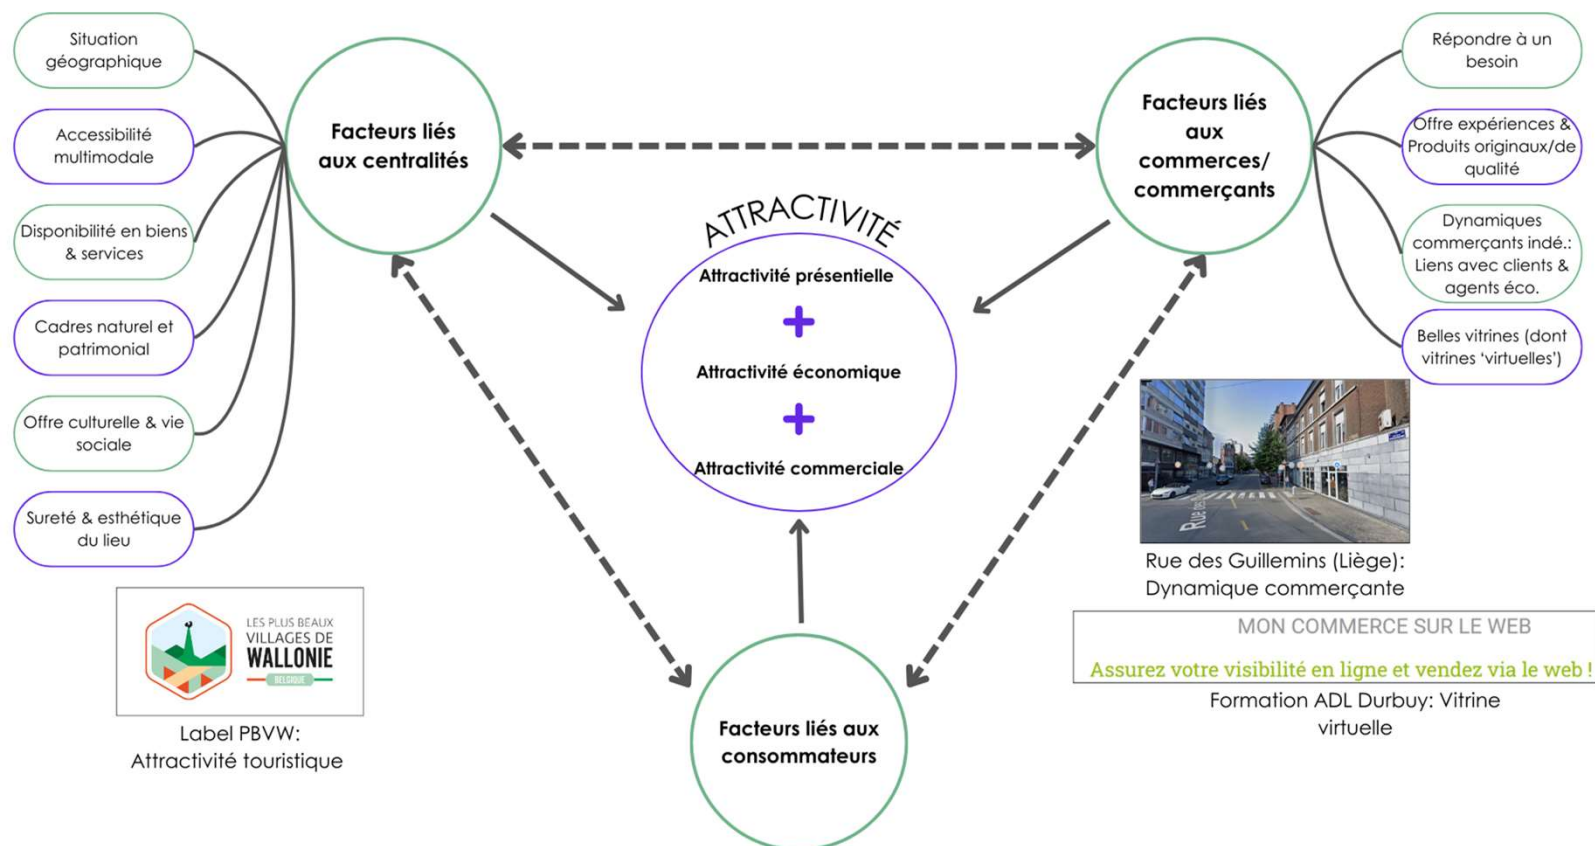 Situation
géographique
Accessibilité
multimodale
Disponibilité en biens
& services
Cadres naturel et
patrimonial
Offre culturelle & vie
sociale
Sureté & esthétique
du lieu
Facteurs liés
aux centralités
Facteurs liés
aux
commerces/
commerçants
Répondre à un
besoin
Offre expériences &
Produits originaux/de
qualité
Dynamiques
commerçants indé.:
Liens avec clients &
agents éco.
Belles vitrines (dont
vitrines ‘virtuelles’)
ATTRACTIVITÉ
Attractivité présentielle
+
Attractivité économique
+
Attractivité commerciale
Facteurs liés aux
consommateurs
LES PLUS BEAUX
VILLAGES DE
WALLONIE
BELGIQUE
Label PBVW:
Attractivité touristique
Rue des
Rue des Guillemins (Liège):
Dynamique commerçante
MON COMMERCE SUR LE WEB
Assurez votre visibilité en ligne et vendez via le web !
Formation ADL Durbuy: Vitrine
virtuelle